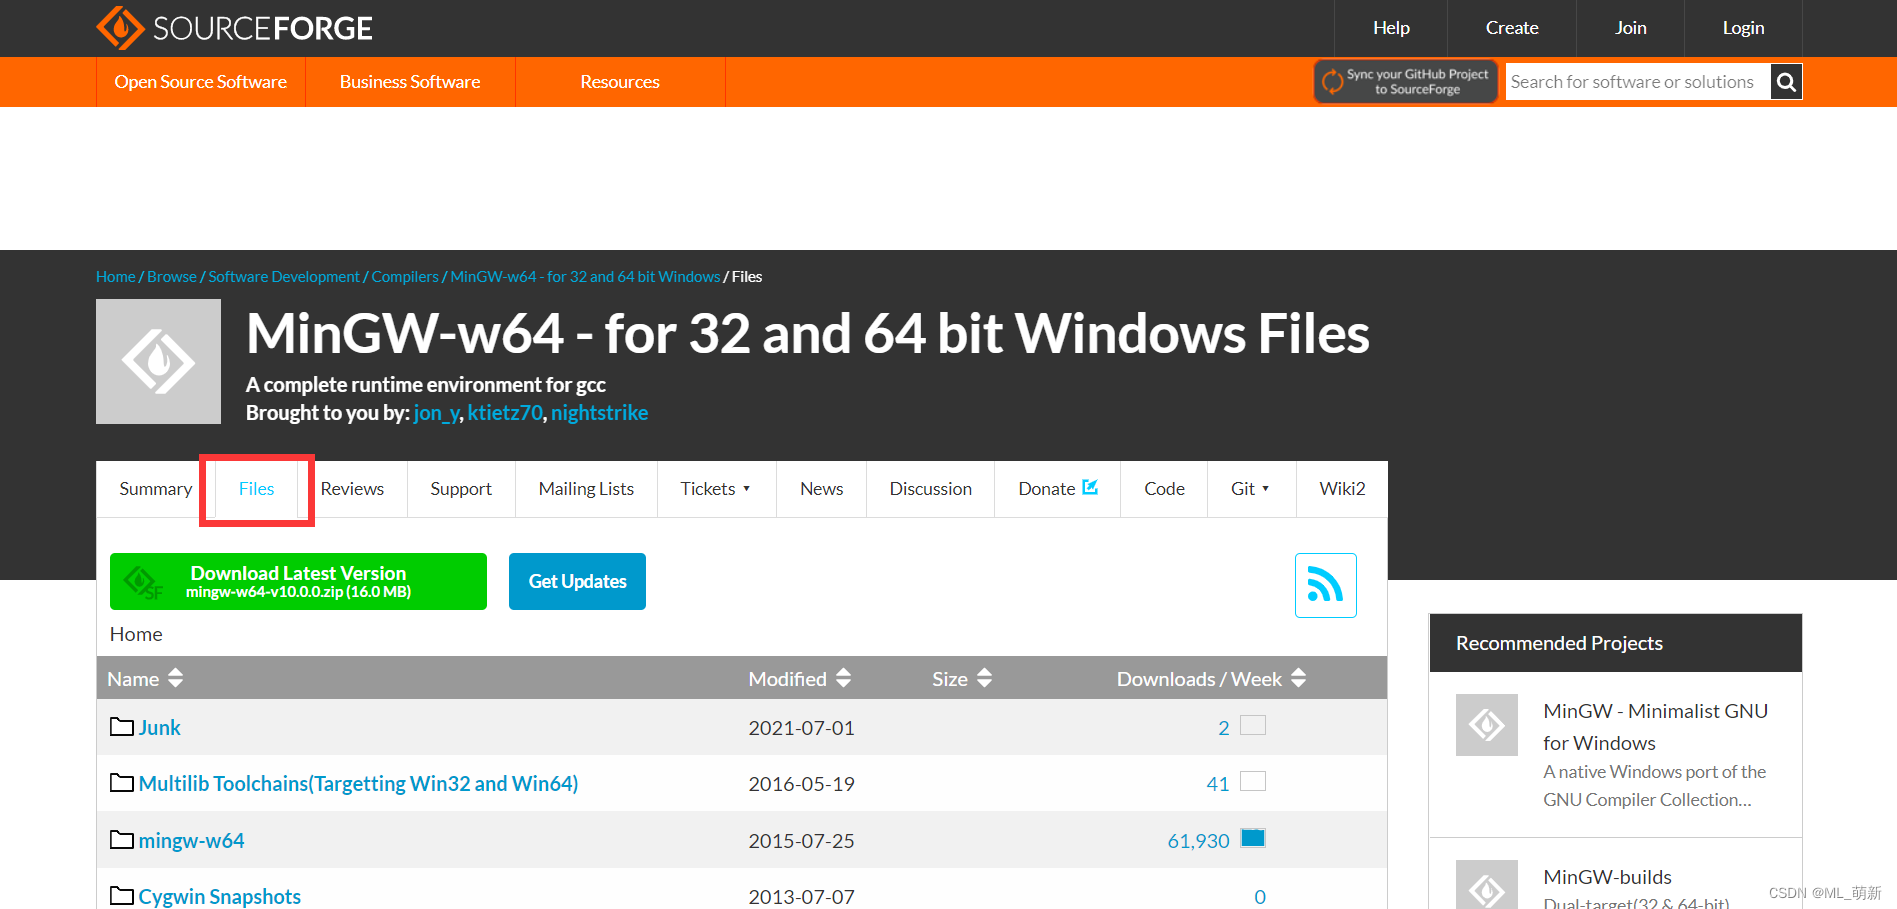 SOURCEFORGE
Help
Create
Join
Login
Open Source Software
Business Software
Resources
Sync your GitHub Project
to SourceForge
Search for software or solutions
Home / Browse / Software Development / Compilers / MinGW-w64 - for 32 and 64 bit Windows / Files
MinGW-w64 - for 32 and 64 bit Windows Files
A complete runtime environment for gcc
Brought to you by: jon_y, ktietz70, nightstrike
Summary
Files
Reviews
Support
Mailing Lists
Tickets
News
Discussion
Donate
Code
Git
Wiki2
SF
Download Latest Version
mingw-w64-v10.0.0.zip (16.0 MB)
Get Updates
Home
Name
Modified
Size
Downloads / Week
Junk
2021-07-01
2
Multilib Toolchains(Targetting Win32 and Win64)
2016-05-19
41
mingw-w64
2015-07-25
61,930
Cygwin Snapshots
2013-07-07
0
Recommended Projects
MinGW - Minimalist GNU
for Windows
A native Windows port of the
GNU Compiler Collection...
MinGW-builds
Dual-target(32 & 64-bit)
CSDN @ML_萌新